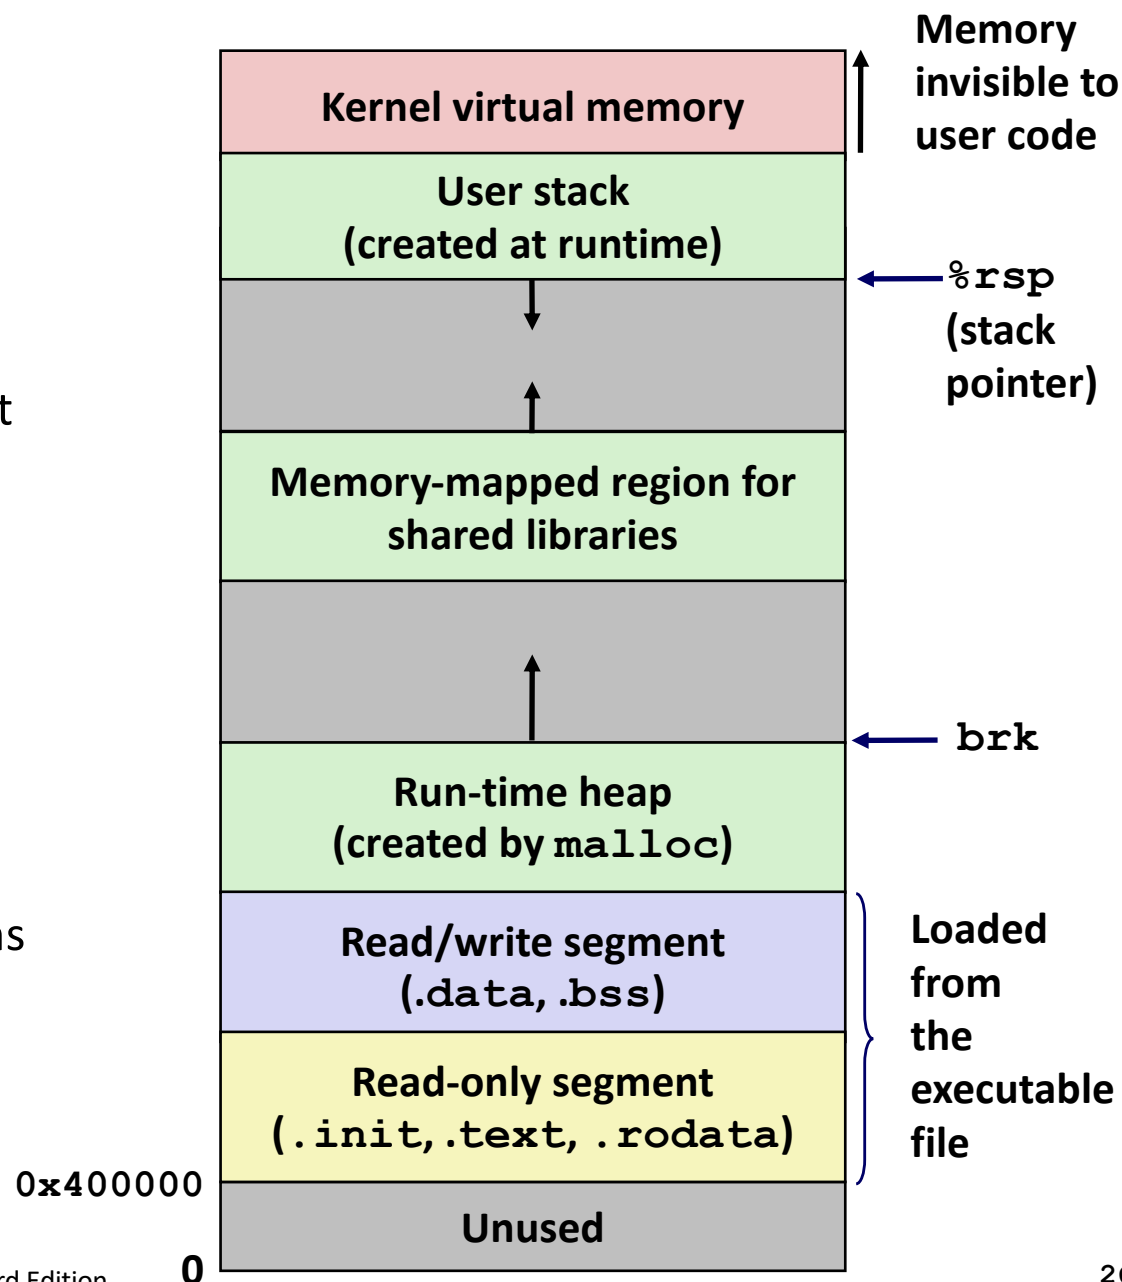 Memory
invisible to
user code
Kernel virtual memory
User stack
(created at runtime)
%rsp
(stack
pointer)
Memory-mapped region for
shared libraries
brk
Run-time heap
(created by malloc)
Read/write segment
(.data, .bss)
Loaded
from
the
executable
file
Read-only segment
(.init, .text, .rodata)
0x400000
Unused
0
Edition